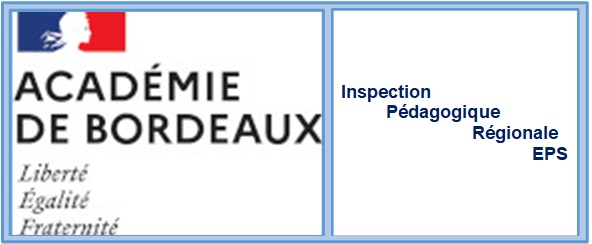 ACADÉMIE
DE BORDEAUX
Liberté
Égalité
Fraternité
Inspection
Pédagogique
Régionale
EPS